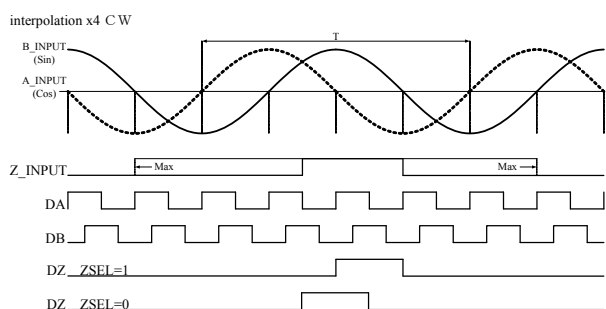 interpolation x4 CW
T
B_INPUT
(Sin)
A_INPUT
(Cos)
Z_INPUT
Max
Max
DA
DB
DZ ZSEL=1
DZ ZSEL=0